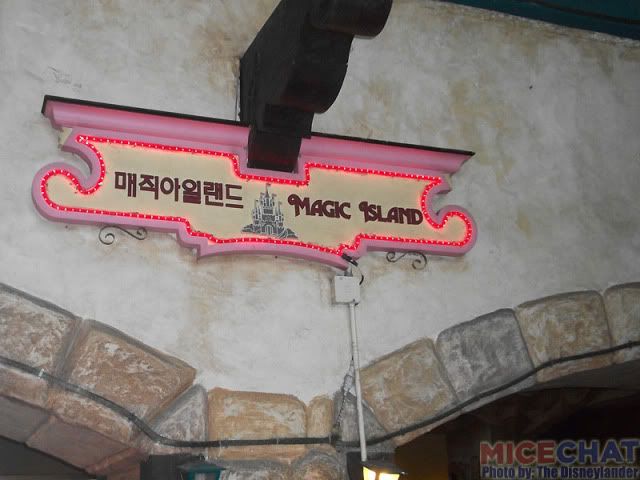 매직아일랜드 MAGIC ISLAND
MICECHAT
Photo by: The Disneylander